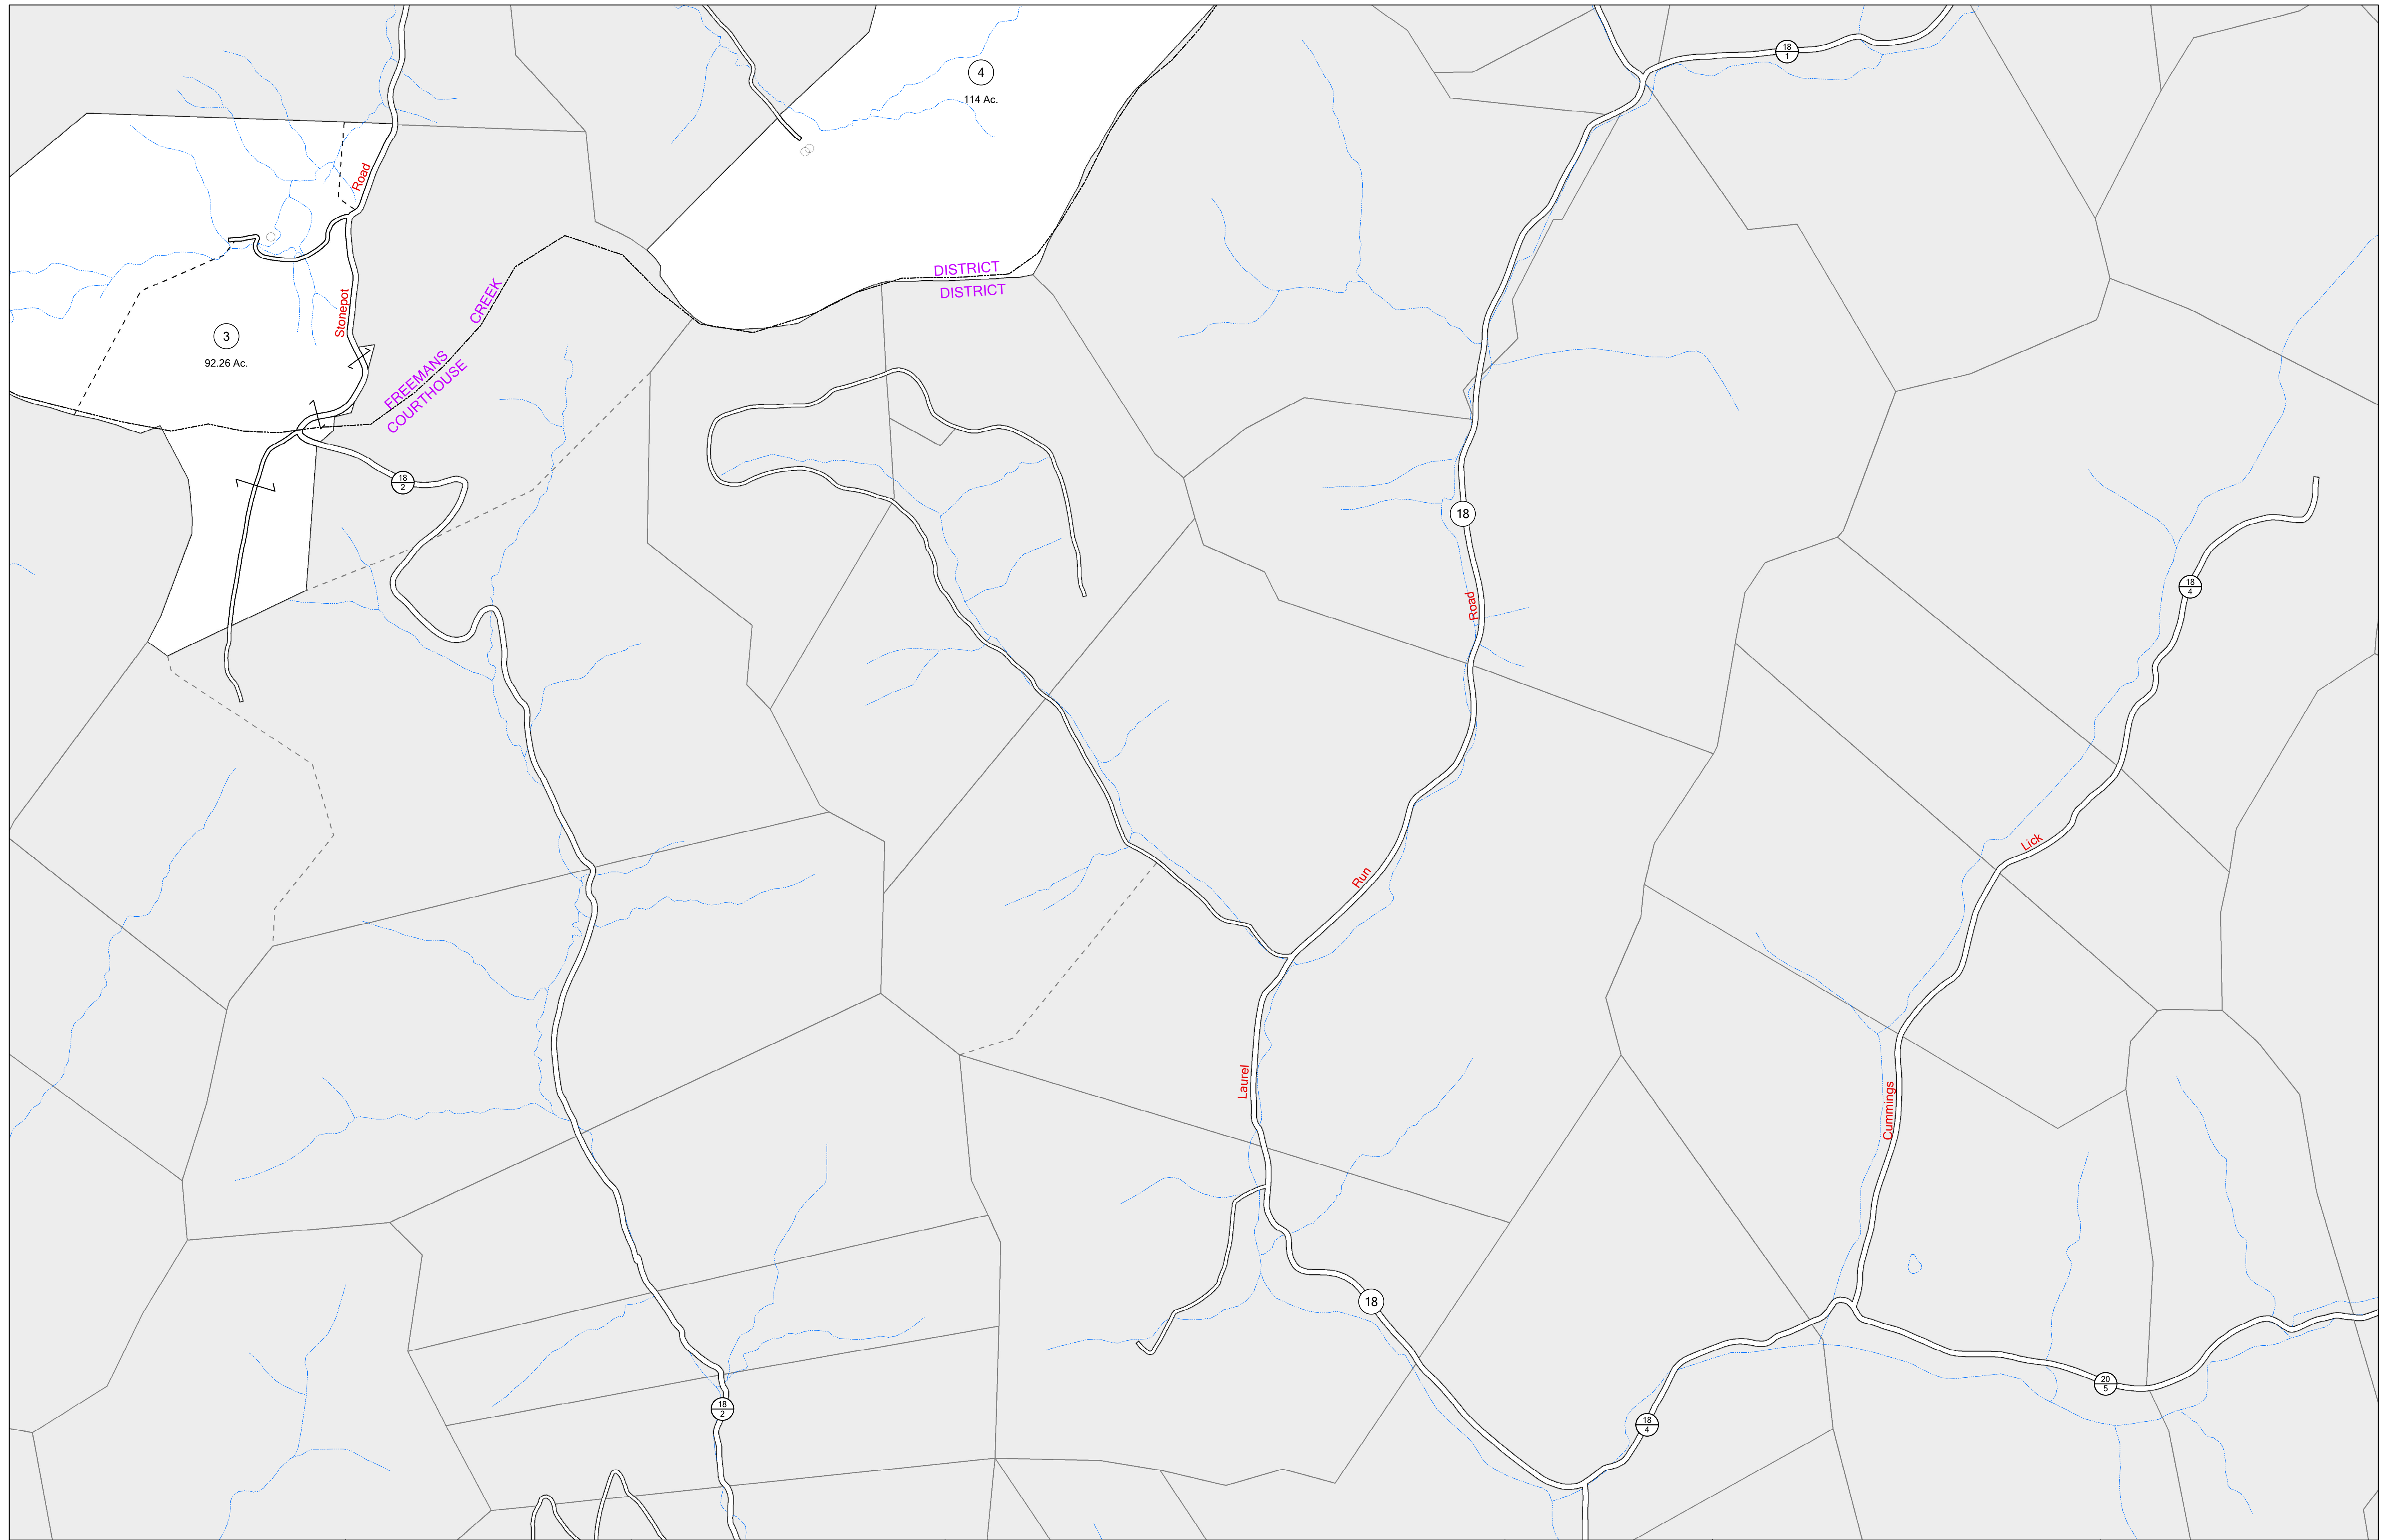 18
1
4
114 Ac.
Road
DISTRICT
DISTRICT
CREEK
Stonepot
3
92.26 Ac.
FREEMANS
COURTHOUSE
18
2
18
18
4
Road
Lick
Run
Laurel
Cummings
18
20
5
18
2
18
4